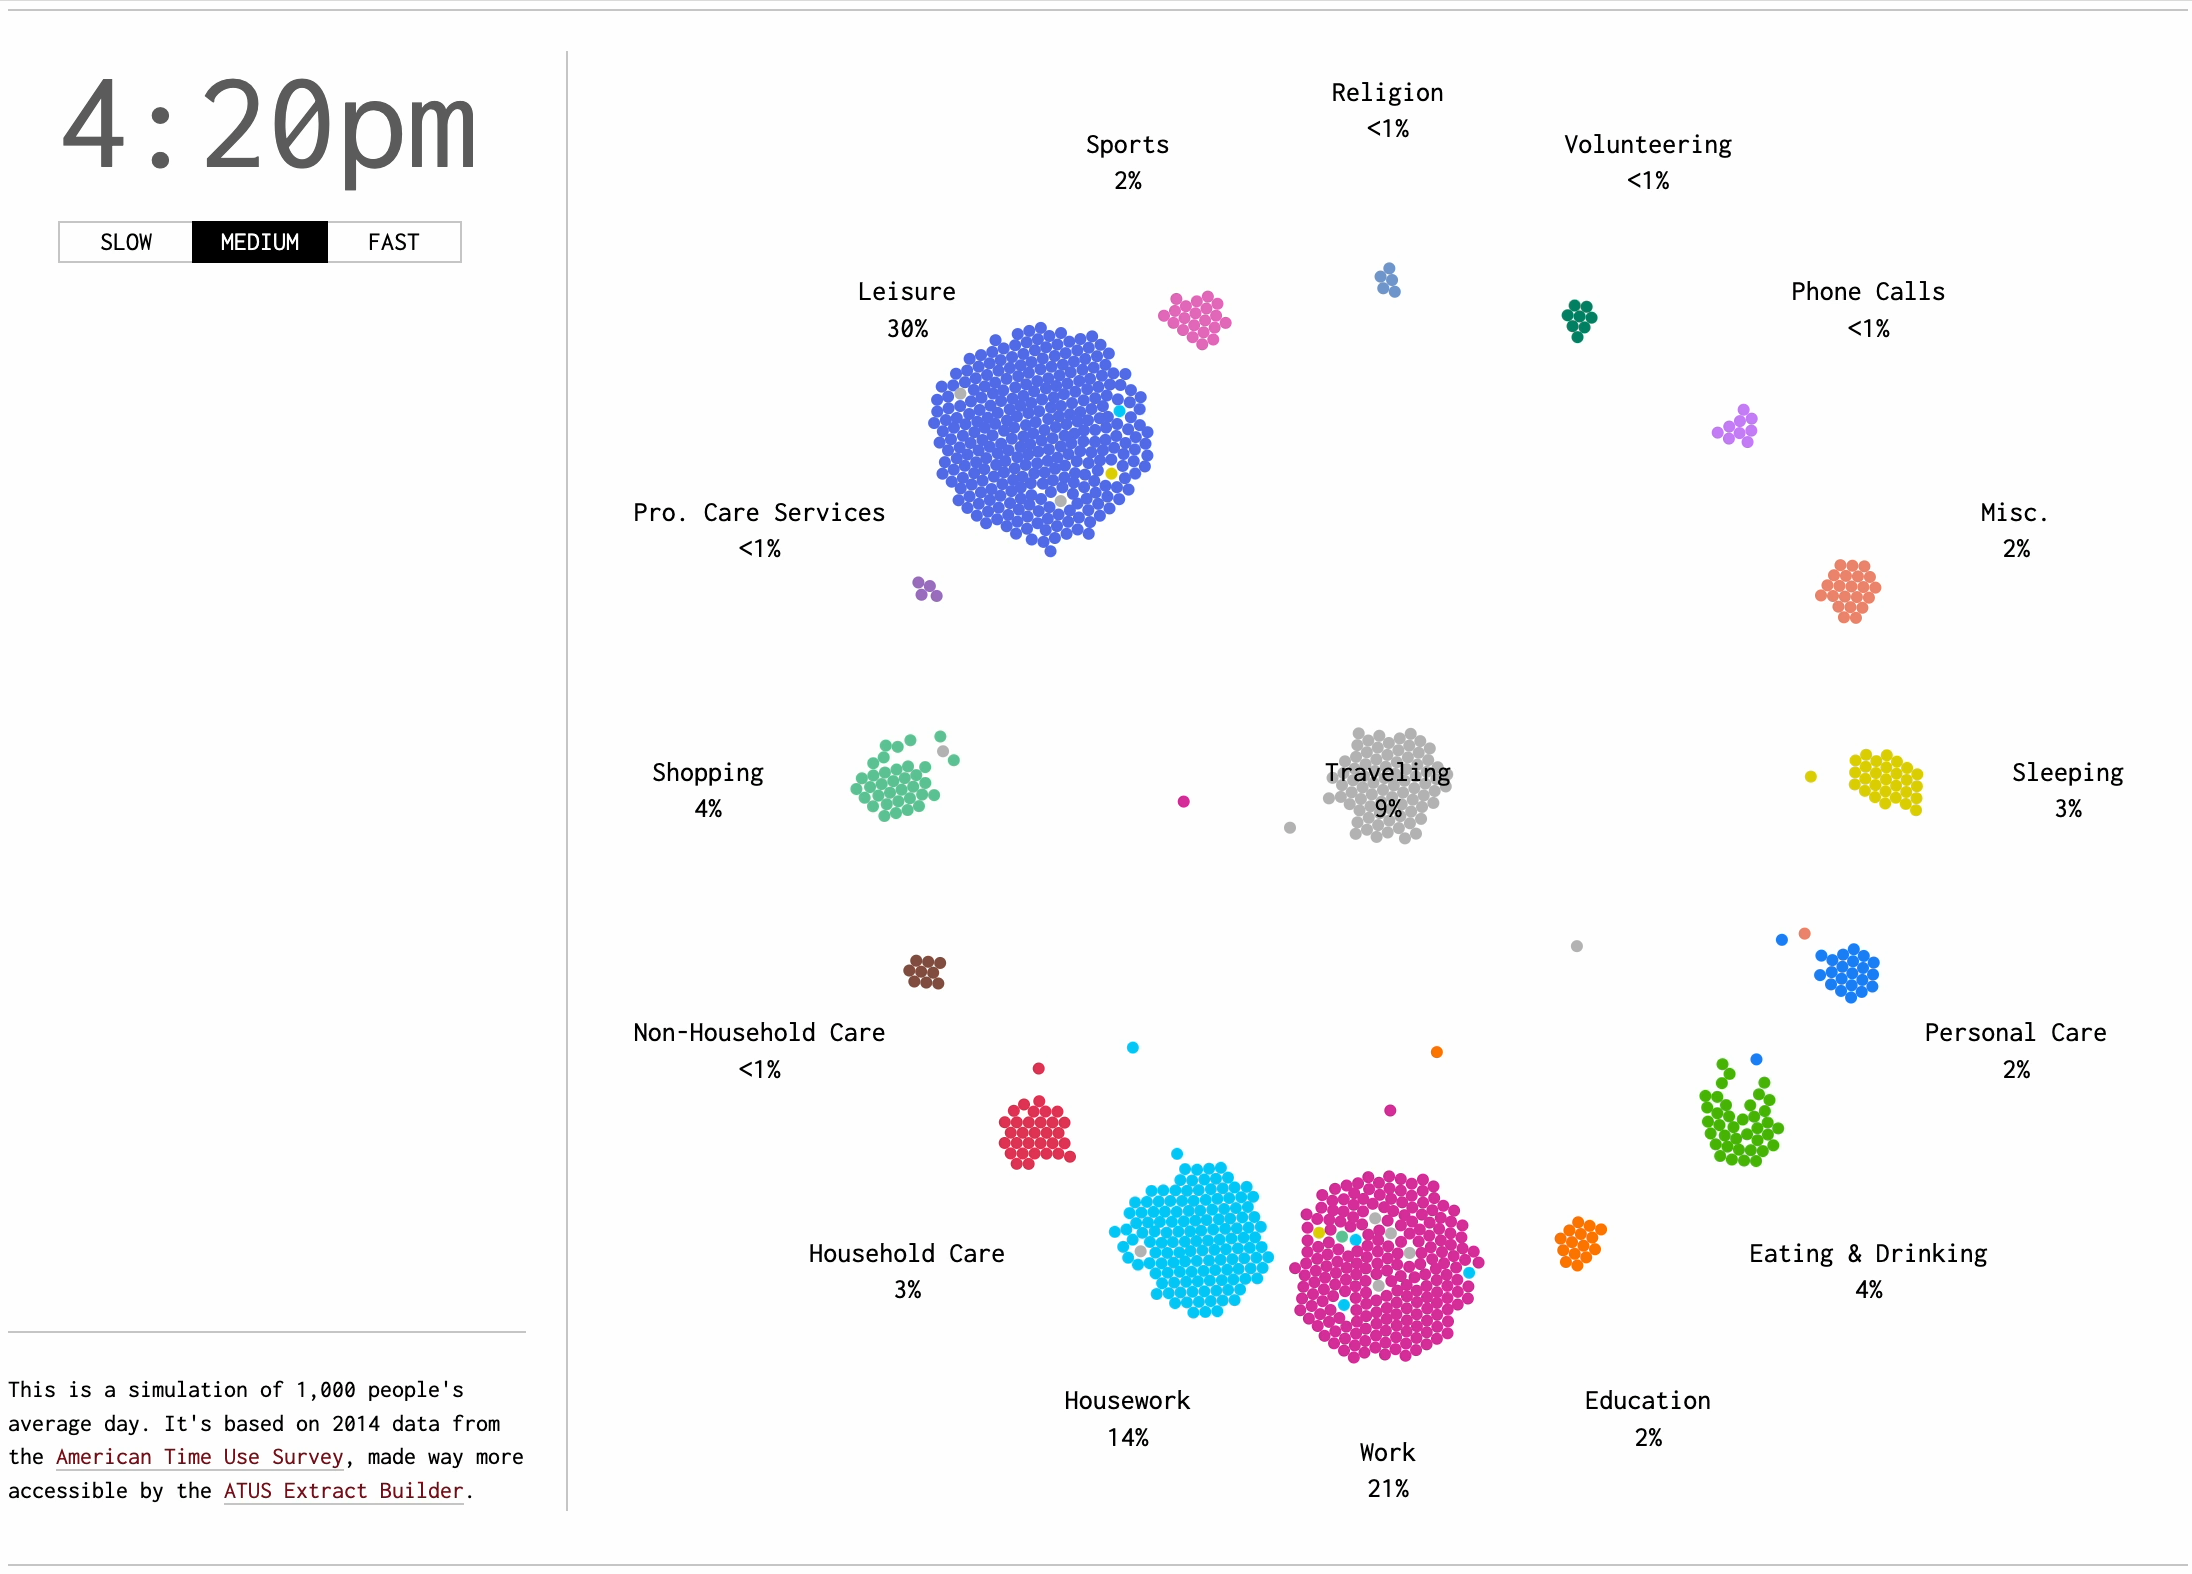 4:20pm
SLOW MEDIUM FAST
Religion
<1%
Sports
2%
Volunteering
<1%
Leisure
30%
Phone Calls
<1%
Pro. Care Services
<1%
Misc.
2%
Shopping
4%
Traveling
9%
Sleeping
3%
Non-Household Care
<1%
Personal Care
2%
Household Care
3%
Eating & Drinking
4%
Housework
14%
Work
21%
Education
2%
This is a simulation of 1,000 people's
average day. It's based on 2014 data from
the American Time Use Survey, made way more
accessible by the ATUS Extract Builder.